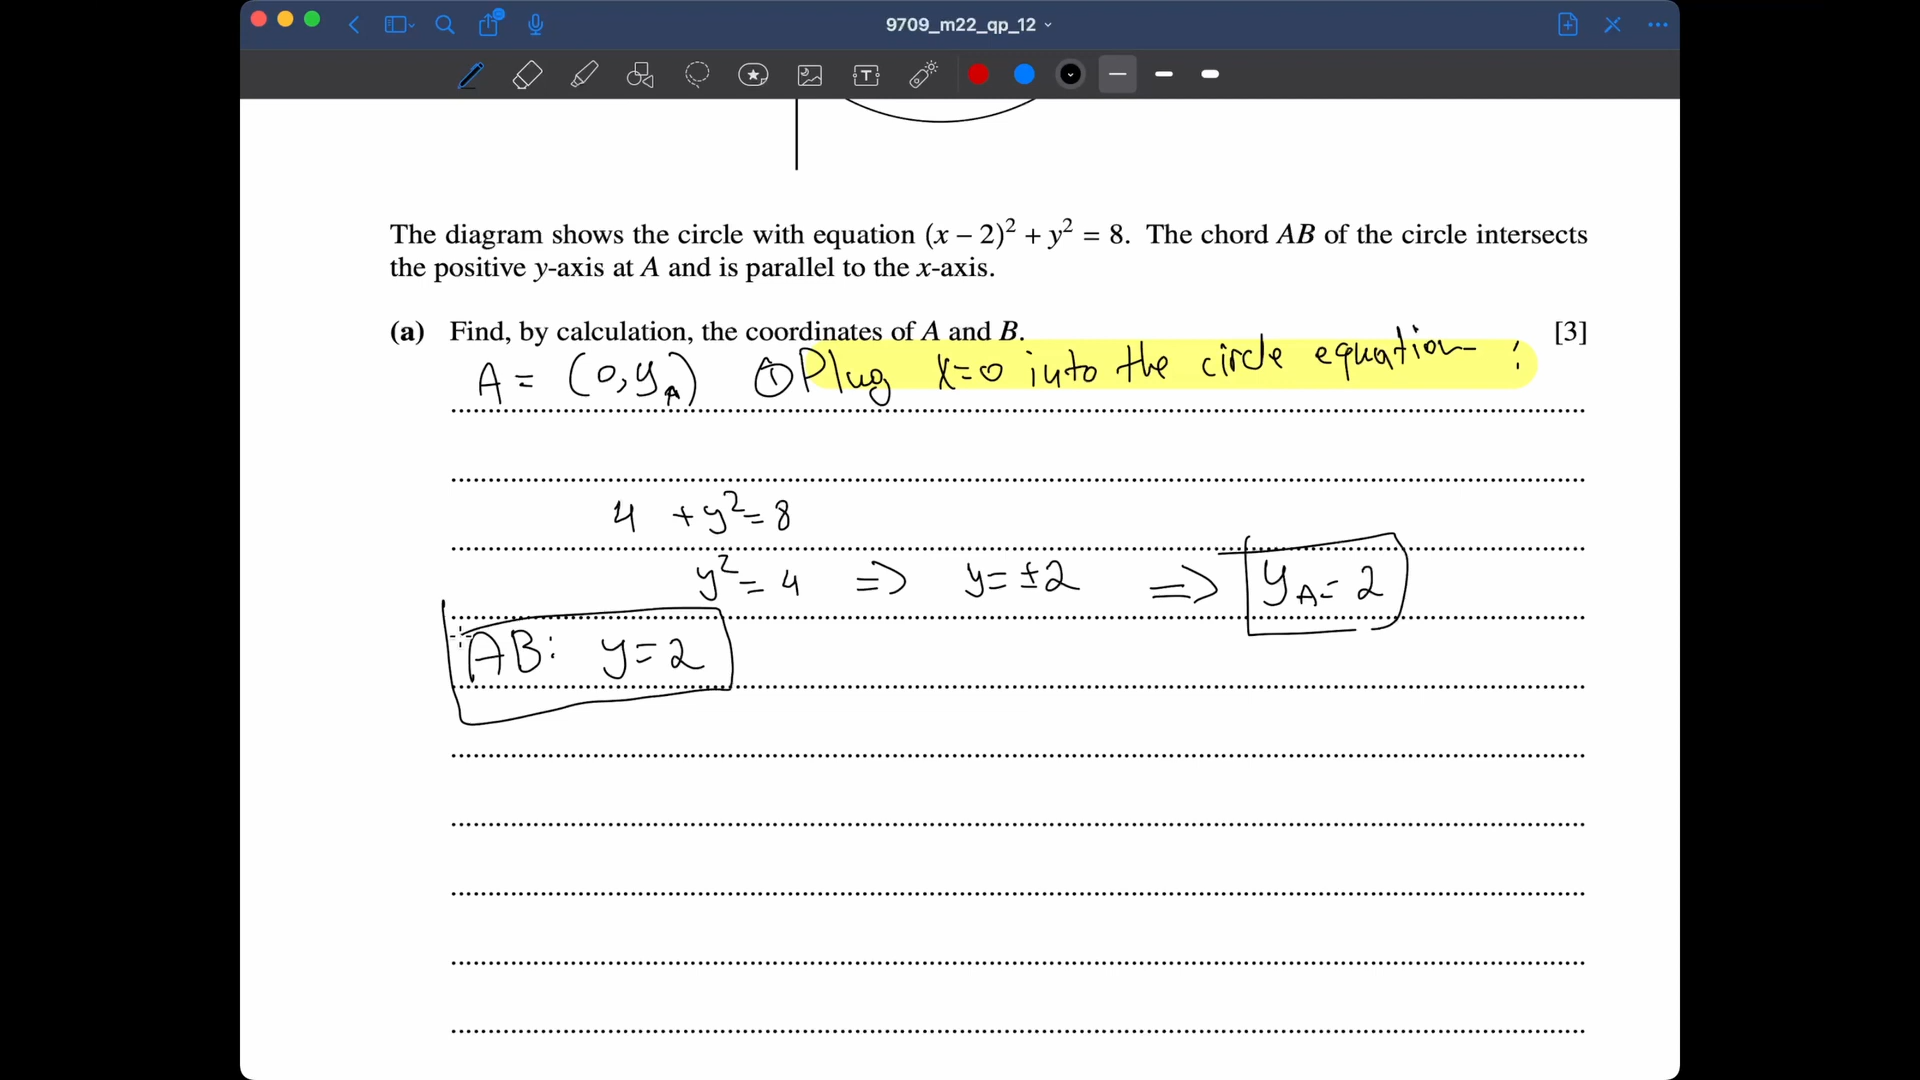 9709_m22_qp_12
The diagram shows the circle with equation (x − 2)² + y² = 8. The chord AB of the circle intersects
the positive y-axis at A and is parallel to the x-axis.
(a) Find, by calculation, the coordinates of A and B. [3]
A = (0, y_A) ① Plug x=0 into the circle equation :
4 + y² = 8
y² = 4 => y = ±2 => y_A = 2
AB: y = 2